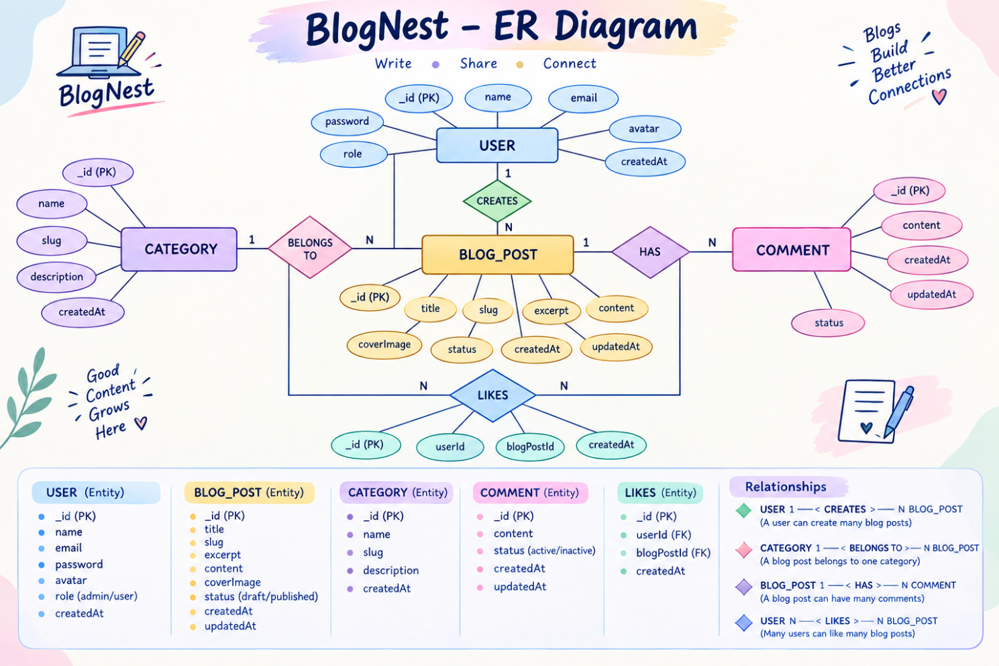 BlogNest – ER Diagram
Write • Share • Connect
BlogNest
Blogs
Build
Better
Connections
_id (PK)
name
email
password
avatar
role
createdAt
USER
1
CREATES
N
_id (PK)
name
slug
description
createdAt
CATEGORY
1
BELONGS
TO
N
BLOG_POST
1
HAS
N
COMMENT
_id (PK)
content
createdAt
updatedAt
status
_id (PK)
title
slug
excerpt
content
coverImage
status
createdAt
updatedAt
Good
Content
Grows
Here
N
LIKES
N
_id (PK)
userId
blogPostId
createdAt
USER (Entity)
_id (PK)
name
email
password
avatar
role (admin/user)
createdAt
BLOG_POST (Entity)
_id (PK)
title
slug
excerpt
content
coverImage
status (draft/published)
createdAt
updatedAt
CATEGORY (Entity)
_id (PK)
name
slug
description
createdAt
COMMENT (Entity)
_id (PK)
content
status (active/inactive)
createdAt
updatedAt
LIKES (Entity)
_id (PK)
userId (FK)
blogPostId (FK)
createdAt
Relationships
USER 1 —< CREATES >— N BLOG_POST
(A user can create many blog posts)
CATEGORY 1 —< BELONGS TO >— N BLOG_POST
(A blog post belongs to one category)
BLOG_POST 1 —< HAS >— N COMMENT
(A blog post can have many comments)
USER N —< LIKES >— N BLOG_POST
(Many users can like many blog posts)